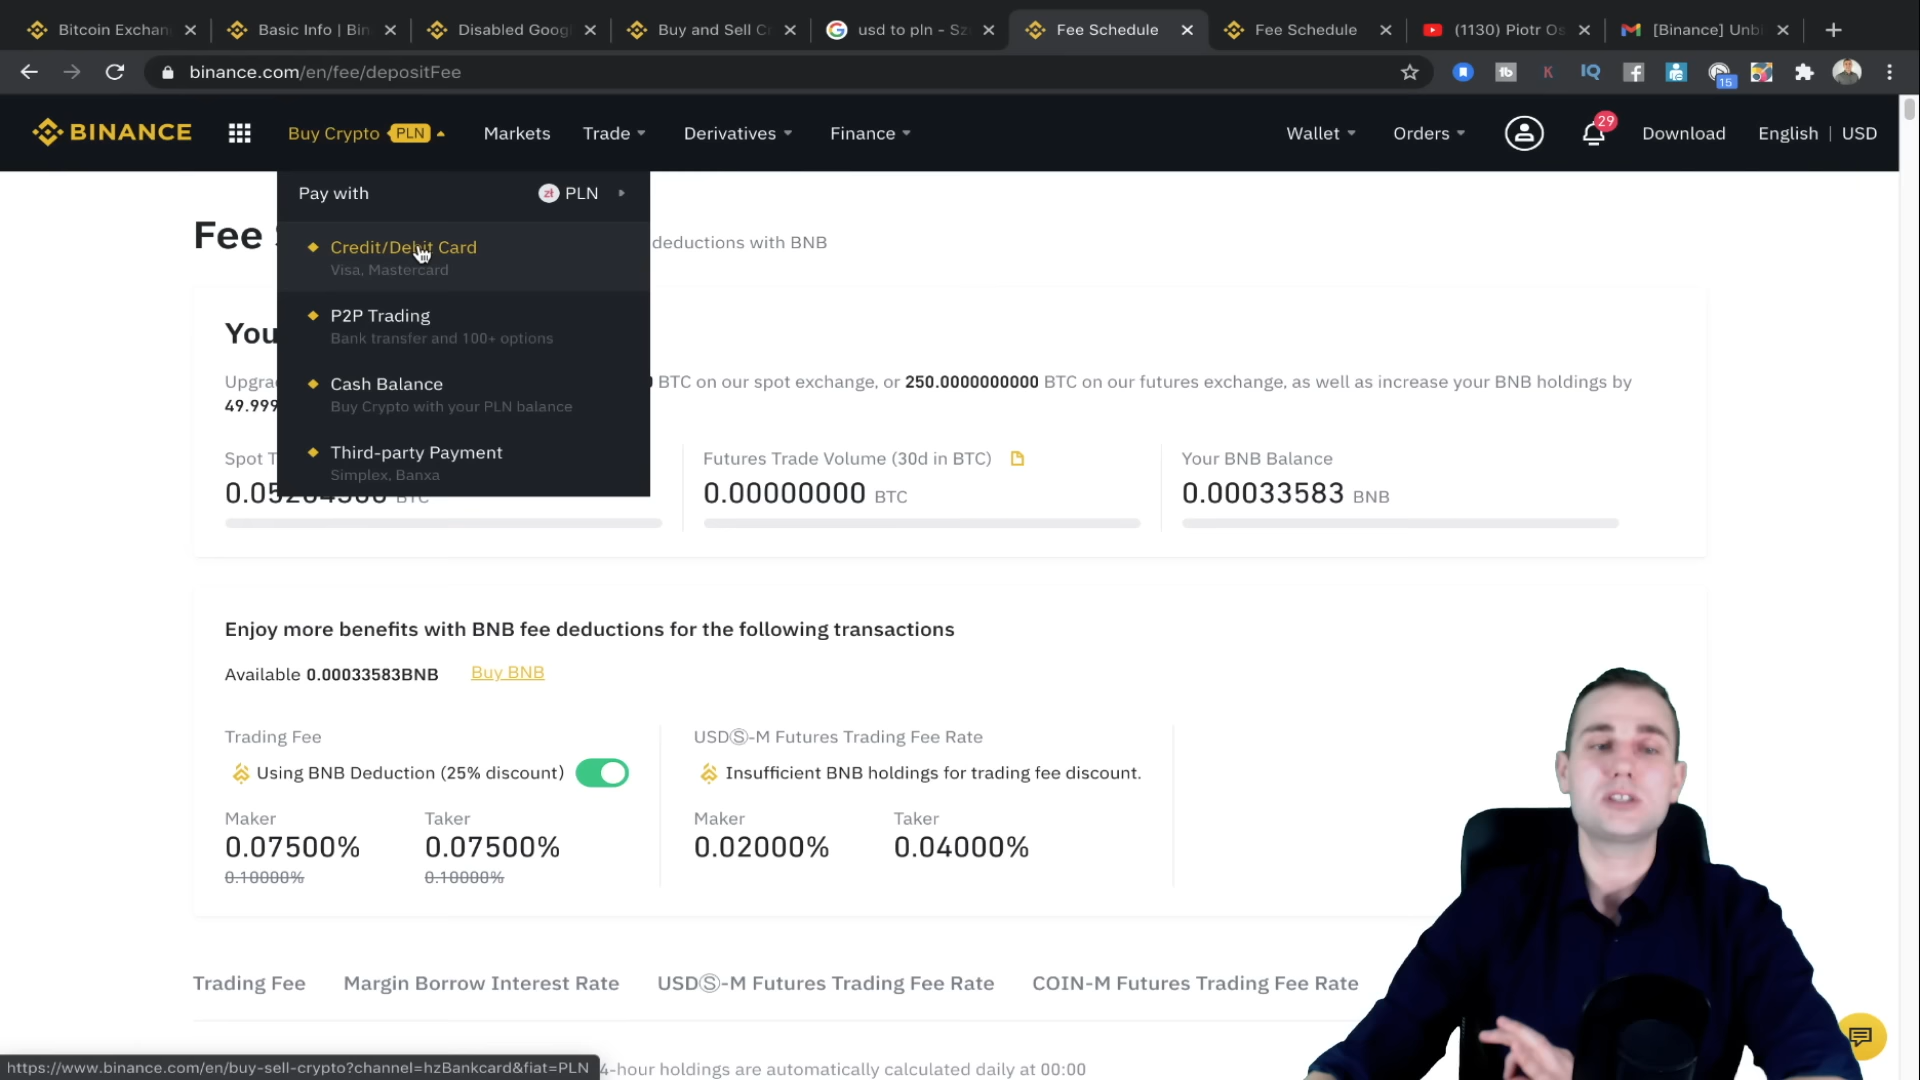 Bitcoin Exchan
Basic Info | Bin
Disabled Goog
Buy and Sell C
usd to pln - Sz
Fee Schedule
Fee Schedule
(1130) Piotr Os
[Binance] Unb
binance.com/en/fee/depositFee
15
BINANCE
Buy Crypto PLN
Markets
Trade
Derivatives
Finance
Wallet
Orders
29
Download
English | USD
Pay with
zł PLN
Credit/Debit Card
Visa, Mastercard
P2P Trading
Bank transfer and 100+ options
Cash Balance
Buy Crypto with your PLN balance
Third-party Payment
Simplex, Banxa
Fee
deductions with BNB
You
Upgra
BTC on our spot exchange, or 250.0000000000 BTC on our futures exchange, as well as increase your BNB holdings by
49.999
Spot T
BTC
Futures Trade Volume (30d in BTC)
0.00000000 BTC
Your BNB Balance
0.00033583 BNB
Enjoy more benefits with BNB fee deductions for the following transactions
Available 0.00033583BNB Buy BNB
Trading Fee
Using BNB Deduction (25% discount)
Maker Taker
0.07500% 0.07500%
0.10000% 0.10000%
USDⓈ-M Futures Trading Fee Rate
Insufficient BNB holdings for trading fee discount.
Maker Taker
0.02000% 0.04000%
Trading Fee Margin Borrow Interest Rate USDⓈ-M Futures Trading Fee Rate COIN-M Futures Trading Fee Rate
4-hour holdings are automatically calculated daily at 00:00
https://www.binance.com/en/buy-sell-crypto?channel=hzBankcard&fiat=PLN